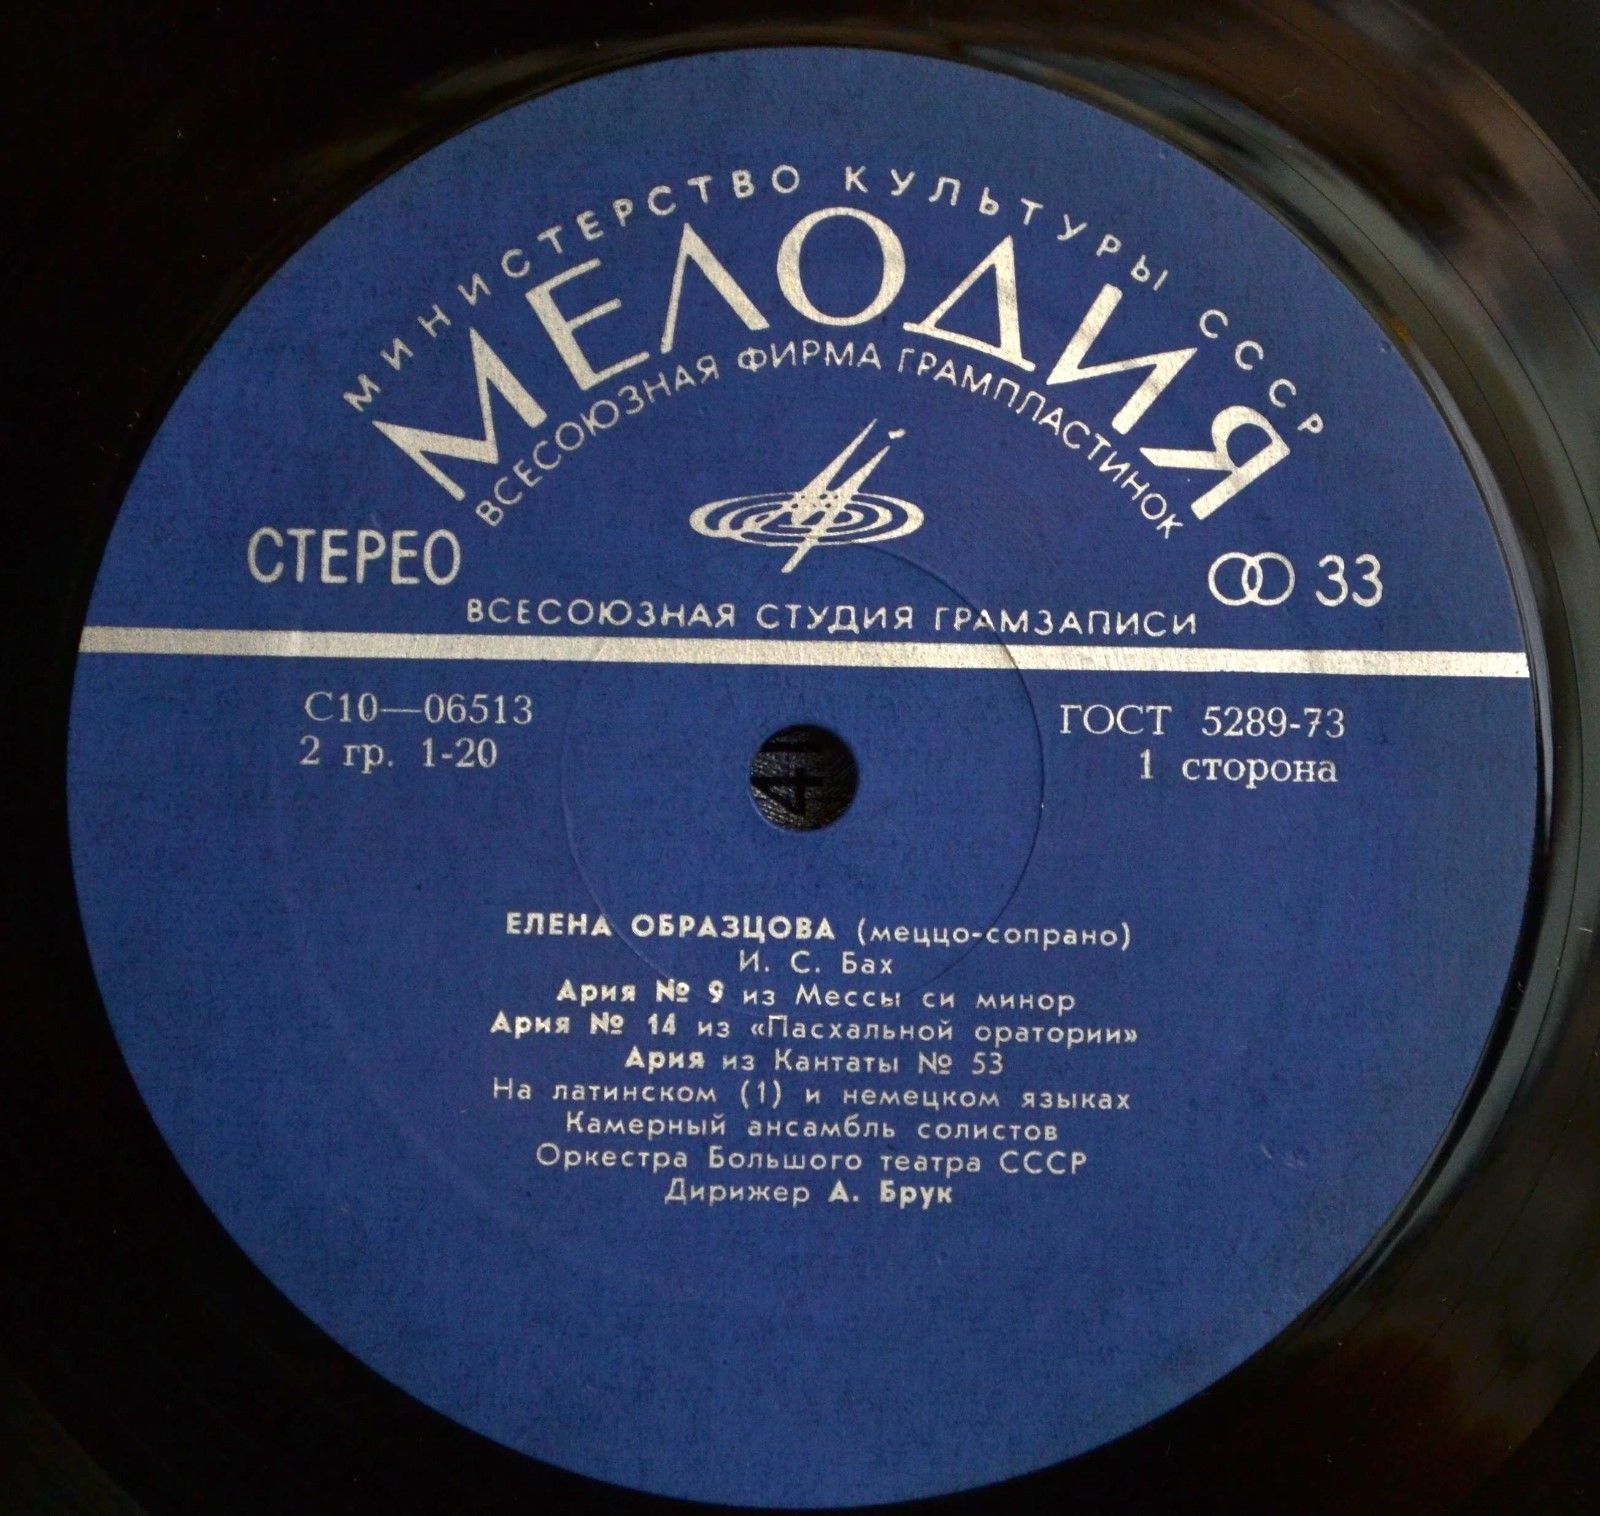 МИНИСТЕРСТВО КУЛЬТУРЫ СССР
МЕЛОДИЯ
ВСЕСОЮЗНАЯ ФИРМА ГРАМПЛАСТИНОК
СТЕРЕО
33
ВСЕСОЮЗНАЯ СТУДИЯ ГРАМЗАПИСИ
С10—06513
ГОСТ 5289-73
2 гр. 1-20
1 сторона
ЕЛЕНА ОБРАЗЦОВА (меццо-сопрано)
И. С. Бах
Ария № 9 из Мессы си минор
Ария № 14 из «Пасхальной оратории»
Ария из Кантаты № 53
На латинском (1) и немецком языках
Камерный ансамбль солистов
Оркестра Большого театра СССР
Дирижер А. Брук